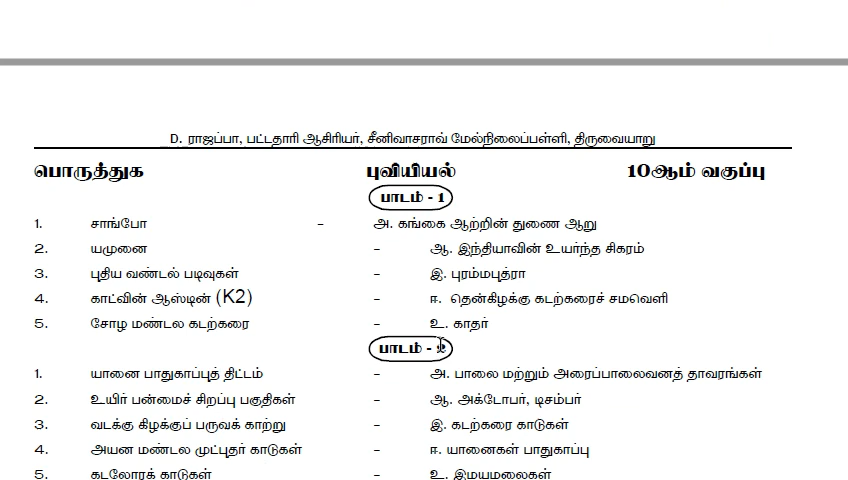 D. ராஜப்பா, பட்டதாரி ஆசிரியர், சீனிவாசராவ் மேல்நிலைப்பள்ளி, திருவையாறு
பொருத்துக புவியியல் 10ஆம் வகுப்பு
பாடம் - 1
1. சாங்போ - அ. கங்கை ஆற்றின் துணை ஆறு
2. யமுனை - ஆ. இந்தியாவின் உயர்ந்த சிகரம்
3. புதிய வண்டல் படிவுகள் - இ. புரம்மபுத்ரா
4. காட்வின் ஆஸ்டின் (K2) - ஈ. தென்கிழக்கு கடற்கரைச் சமவெளி
5. சோழ மண்டல கடற்கரை - உ. காதர்
பாடம் - 2
1. யானை பாதுகாப்புத் திட்டம் - அ. பாலை மற்றும் அரைப்பாலைவனத் தாவரங்கள்
2. உயிர் பன்மைச் சிறப்பு பகுதிகள் - ஆ. அக்டோபர், டிசம்பர்
3. வடக்கு கிழக்குப் பருவக் காற்று - இ. கடற்கரை காடுகள்
4. அயன மண்டல முட்புதர் காடுகள் - ஈ. யானைகள் பாதுகாப்பு
5. கடலோரக் காடுகள் - உ. இமயமலைகள்